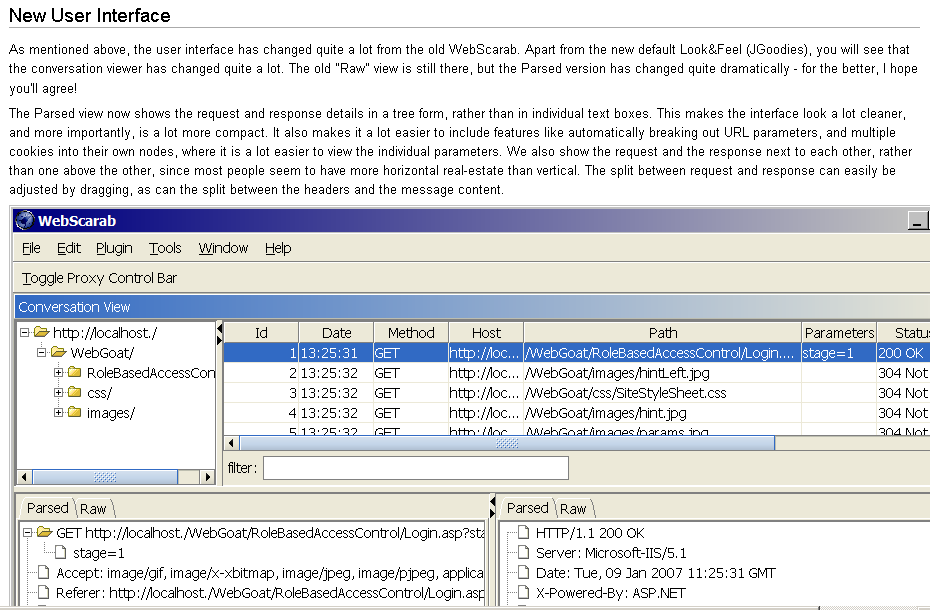 New User Interface
As mentioned above, the user interface has changed quite a lot from the old WebScarab. Apart from the new default Look&Feel (JGoodies), you will see that
the conversation viewer has changed quite a lot. The old "Raw" view is still there, but the Parsed version has changed quite dramatically - for the better, I hope
you'll agree!
The Parsed view now shows the request and response details in a tree form, rather than in individual text boxes. This makes the interface look a lot cleaner,
and more importantly, is a lot more compact. It also makes it a lot easier to include features like automatically breaking out URL parameters, and multiple
cookies into their own nodes, where it is a lot easier to view the individual parameters. We also show the request and the response next to each other, rather
than one above the other, since most people seem to have more horizontal real-estate than vertical. The split between request and response can easily be
adjusted by dragging, as can the split between the headers and the message content.
WebScarab
File Edit Plugin Tools Window Help
Toggle Proxy Control Bar
Conversation View
http://localhost./
WebGoat/
RoleBasedAccessCon
css/
images/
Id Date Method Host Path Parameters Statu
1 13:25:31 GET http://loc... /WebGoat/RoleBasedAccessControl/Login.... stage=1 200 OK
2 13:25:32 GET http://loc... /WebGoat/images/hintLeft.jpg 304 Not
3 13:25:32 GET http://loc... /WebGoat/css/SiteStyleSheet.css 304 Not
4 13:25:32 GET http://loc... /WebGoat/images/hint.jpg 304 Not
5 13:25:32 GET http://loc... /WebGoat/images/params.jpg 304 Not
filter:
Parsed Raw
GET http://localhost./WebGoat/RoleBasedAccessControl/Login.asp?sta
stage=1
Accept: image/gif, image/x-xbitmap, image/jpeg, image/pjpeg, applica
Referer: http://localhost./WebGoat/RoleBasedAccessControl/Login.asp
Parsed Raw
HTTP/1.1 200 OK
Server: Microsoft-IIS/5.1
Date: Tue, 09 Jan 2007 11:25:31 GMT
X-Powered-By: ASP.NET